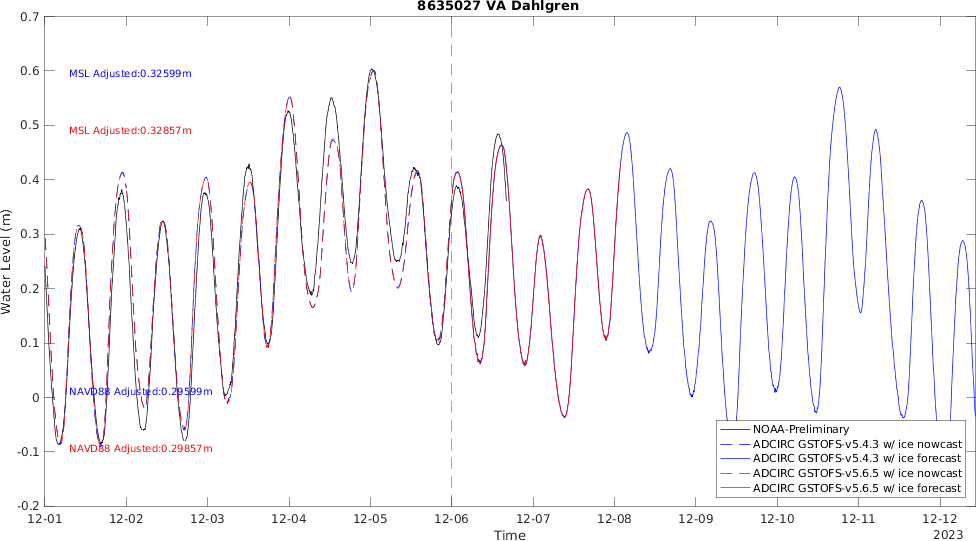 8635027 VA Dahlgren
Water Level (m)
0.7
0.6
0.5
0.4
0.3
0.2
0.1
0
-0.1
-0.2
MSL Adjusted:0.32599m
MSL Adjusted:0.32857m
NAVD88 Adjusted:0.29599m
NAVD88 Adjusted:0.29857m
NOAA-Preliminary
ADCIRC GSTOFS-v5.4.3 w/ ice nowcast
ADCIRC GSTOFS-v5.4.3 w/ ice forecast
ADCIRC GSTOFS-v5.6.5 w/ ice nowcast
ADCIRC GSTOFS-v5.6.5 w/ ice forecast
12-01 12-02 12-03 12-04 12-05 12-06 12-07 12-08 12-09 12-10 12-11 12-12
2023
Time